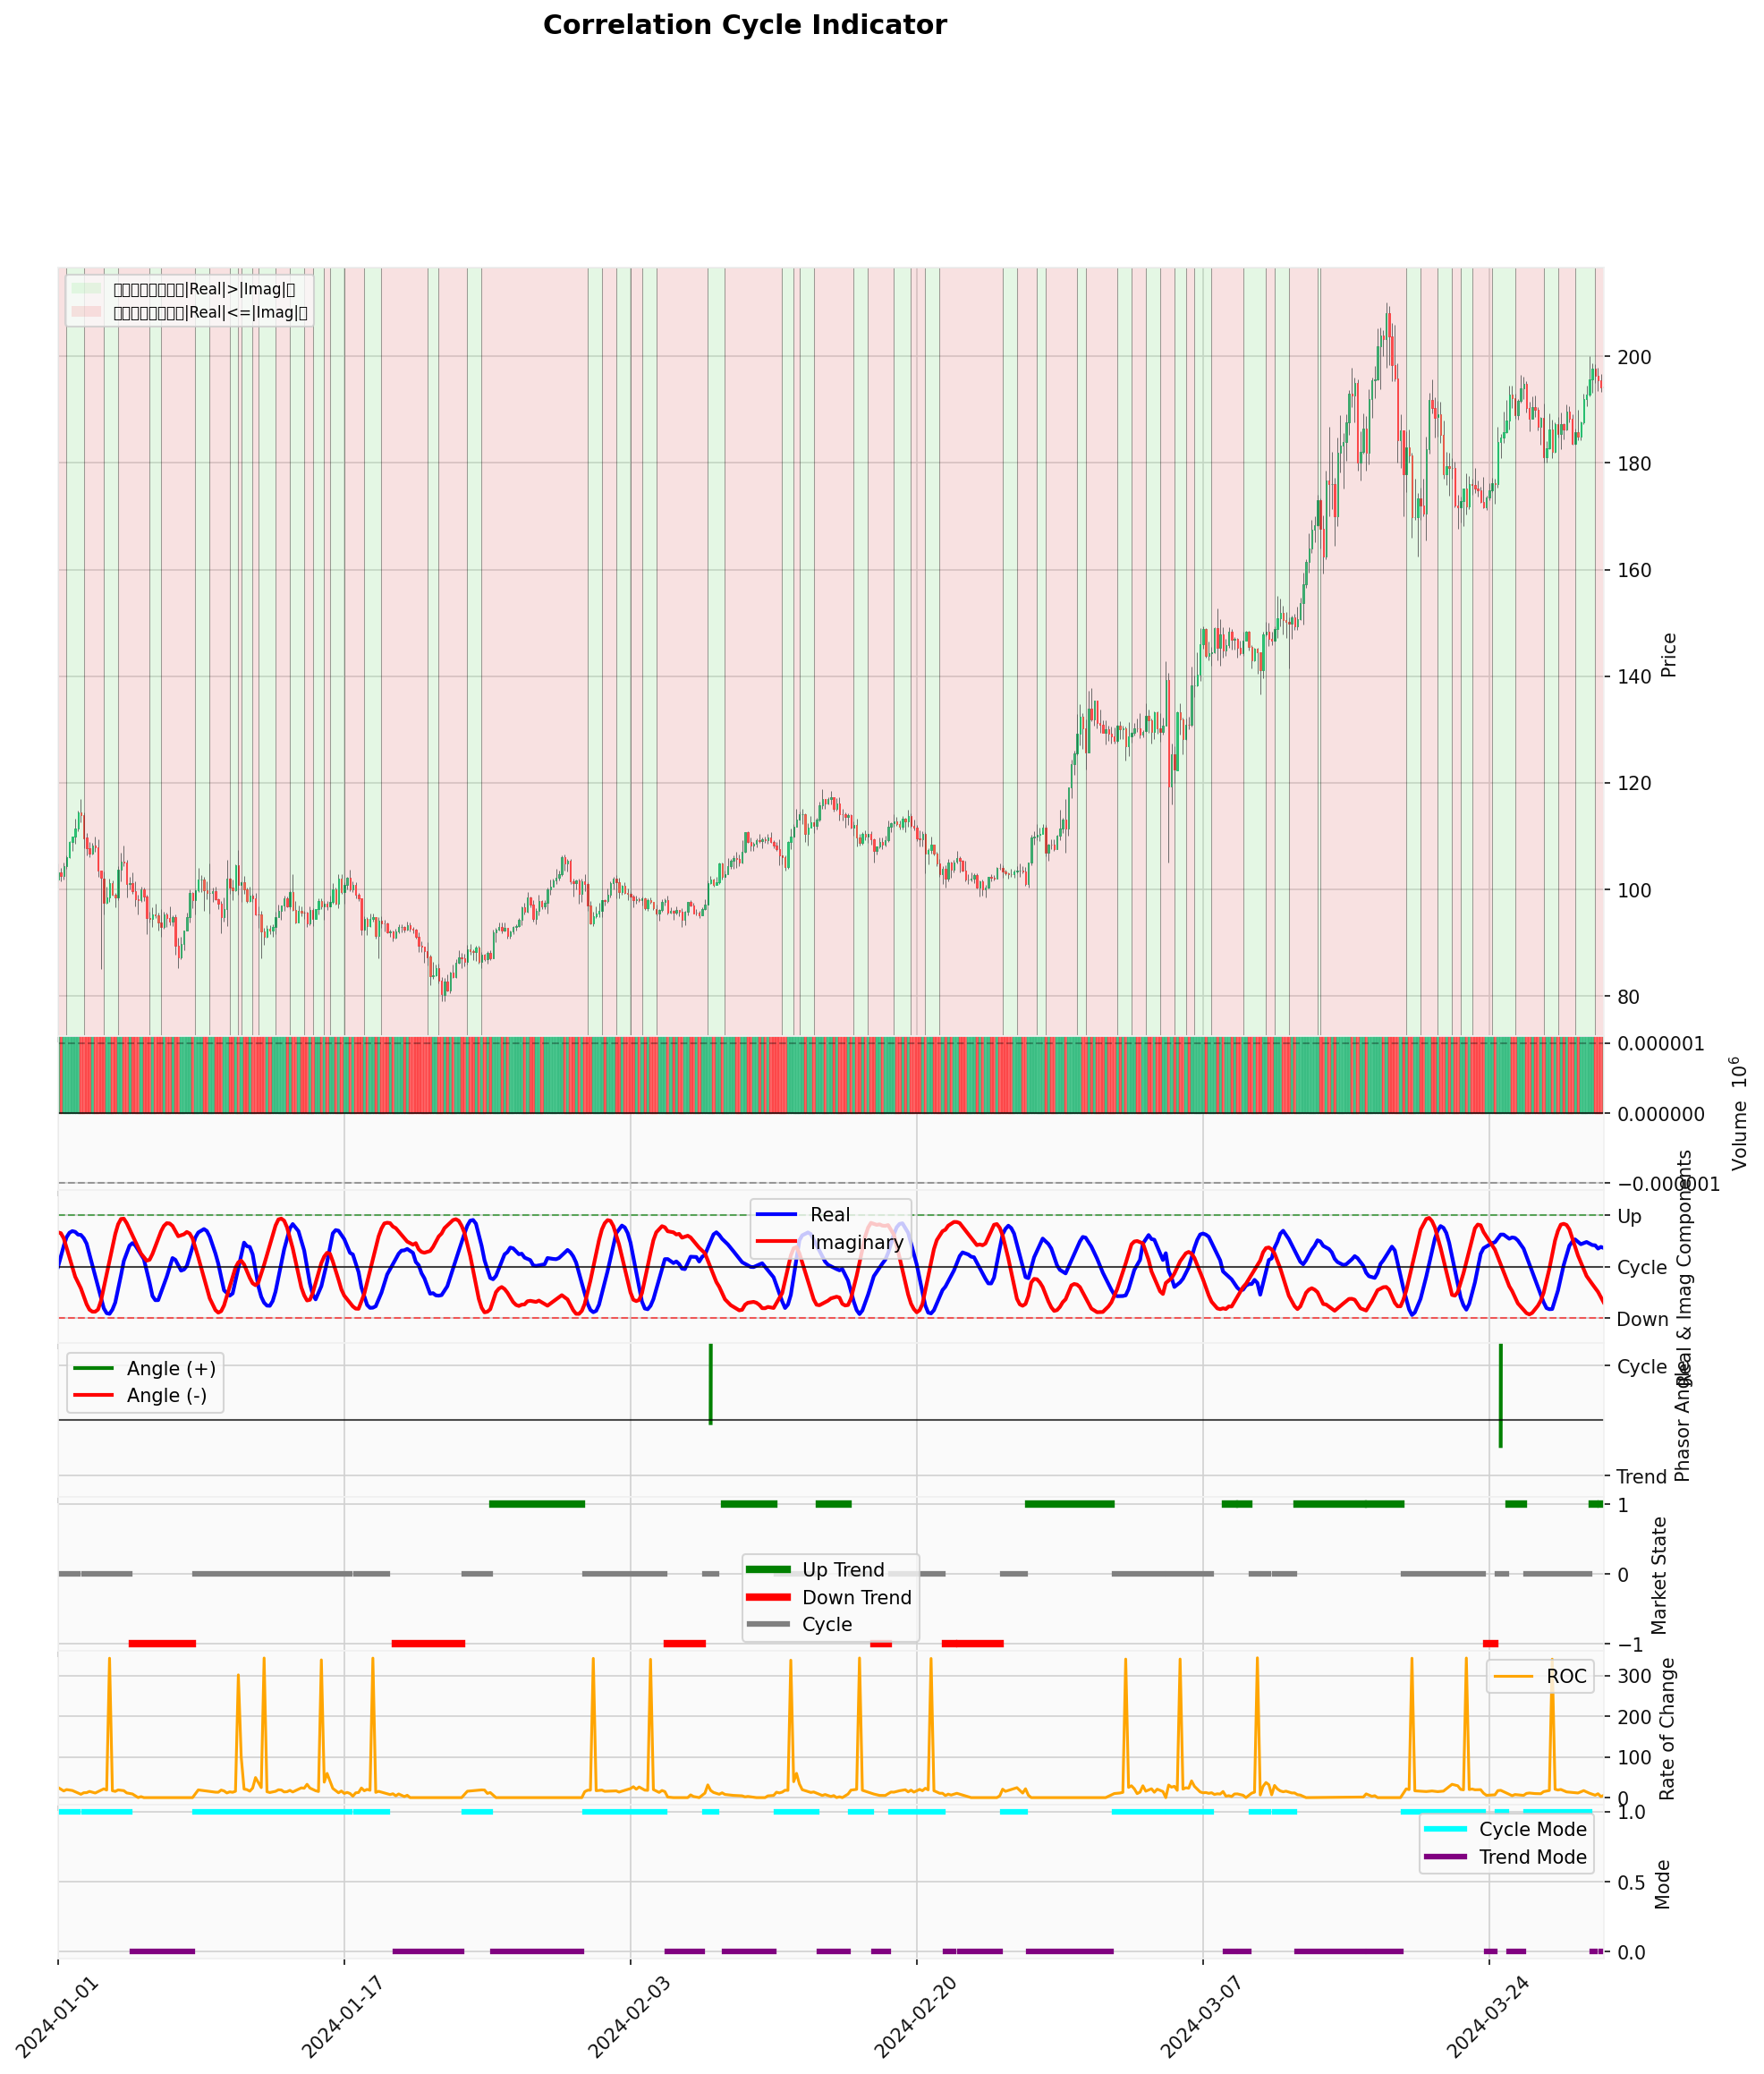 Correlation Cycle Indicator
|Real|>|Imag|
|Real|<=|Imag|
200
180
160
140
120
100
80
Price
0.000001
0.000000
−0.000001
Volume 10^6
Real
Imaginary
Up
Cycle
Down
Real & Imag Components
Angle (+)
Angle (-)
Cycle
Trend
Phasor Angle
Up Trend
Down Trend
Cycle
1
0
−1
Market State
ROC
300
200
100
0
Rate of Change
Cycle Mode
Trend Mode
1.0
0.5
0.0
Mode
2024-01-01
2024-01-17
2024-02-03
2024-02-20
2024-03-07
2024-03-24